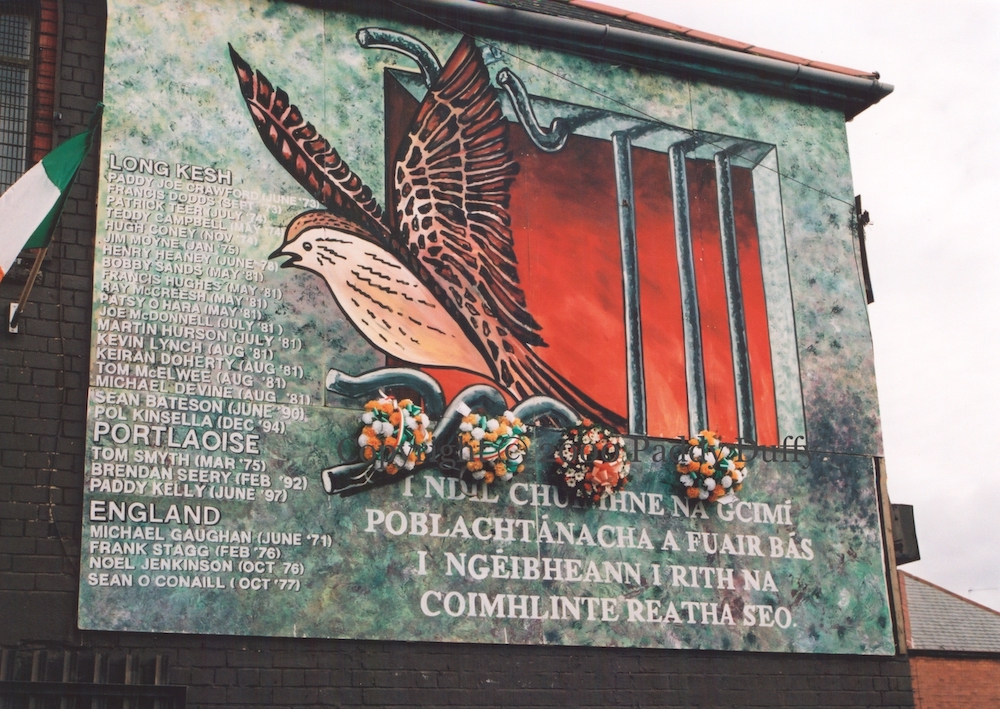 LONG KESH
PADDY JOE CRAWFORD (JUNE
FRANCIS DODDS (SEP
PATRICK TEER (JULY 74)
TEDDY CAMPBELL
HUGH CONEY (NOV
JIM MOYNE (JAN '75)
HENRY HEANEY (JUNE
BOBBY SANDS (MAY '81)
FRANCIS HUGHES (MAY '81)
RAY McCREESH (MAY '81)
PATSY O'HARA (MAY '81)
JOE McDONNELL (JULY '81)
MARTIN HURSON (JULY '81)
KEVIN LYNCH (AUG '81)
KEIRAN DOHERTY (AUG '81)
TOM McELWEE (AUG '81)
MICHAEL DEVINE (AUG '81)
SEAN BATESON (JUNE '90)
POL KINSELLA (DEC '94)
PORTLAOISE
TOM SMYTH (MAR '75)
BRENDAN SEERY (FEB '92)
PADDY KELLY (JUNE '97)
ENGLAND
MICHAEL GAUGHAN (JUNE '71)
FRANK STAGG (FEB '76)
NOEL JENKINSON (OCT 76)
SEAN O'CONAILL (OCT '77)
I NDIL CHUIMHNE NA GCIMÍ
POBLACHTÁNACHA A FUAIR BÁS
I NGÉIBHEANN I RITH NA
COIMHLINTE REATHA SEO.
Copyright © Paddy Duffy